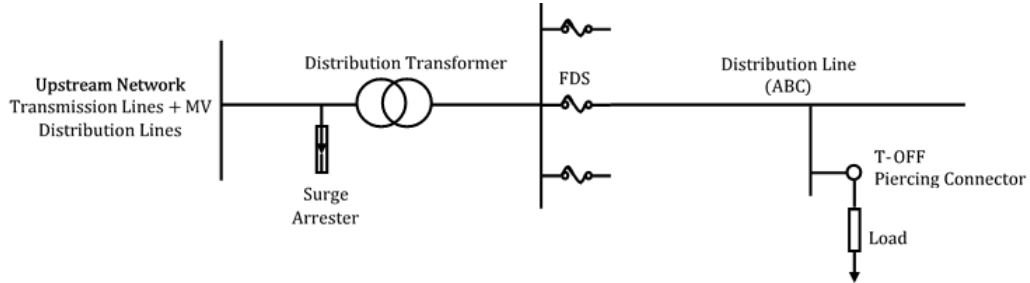 Upstream Network
Transmission Lines + MV
Distribution Lines
Surge
Arrester
Distribution Transformer
FDS
Distribution Line
(ABC)
T-OFF
Piercing Connector
Load